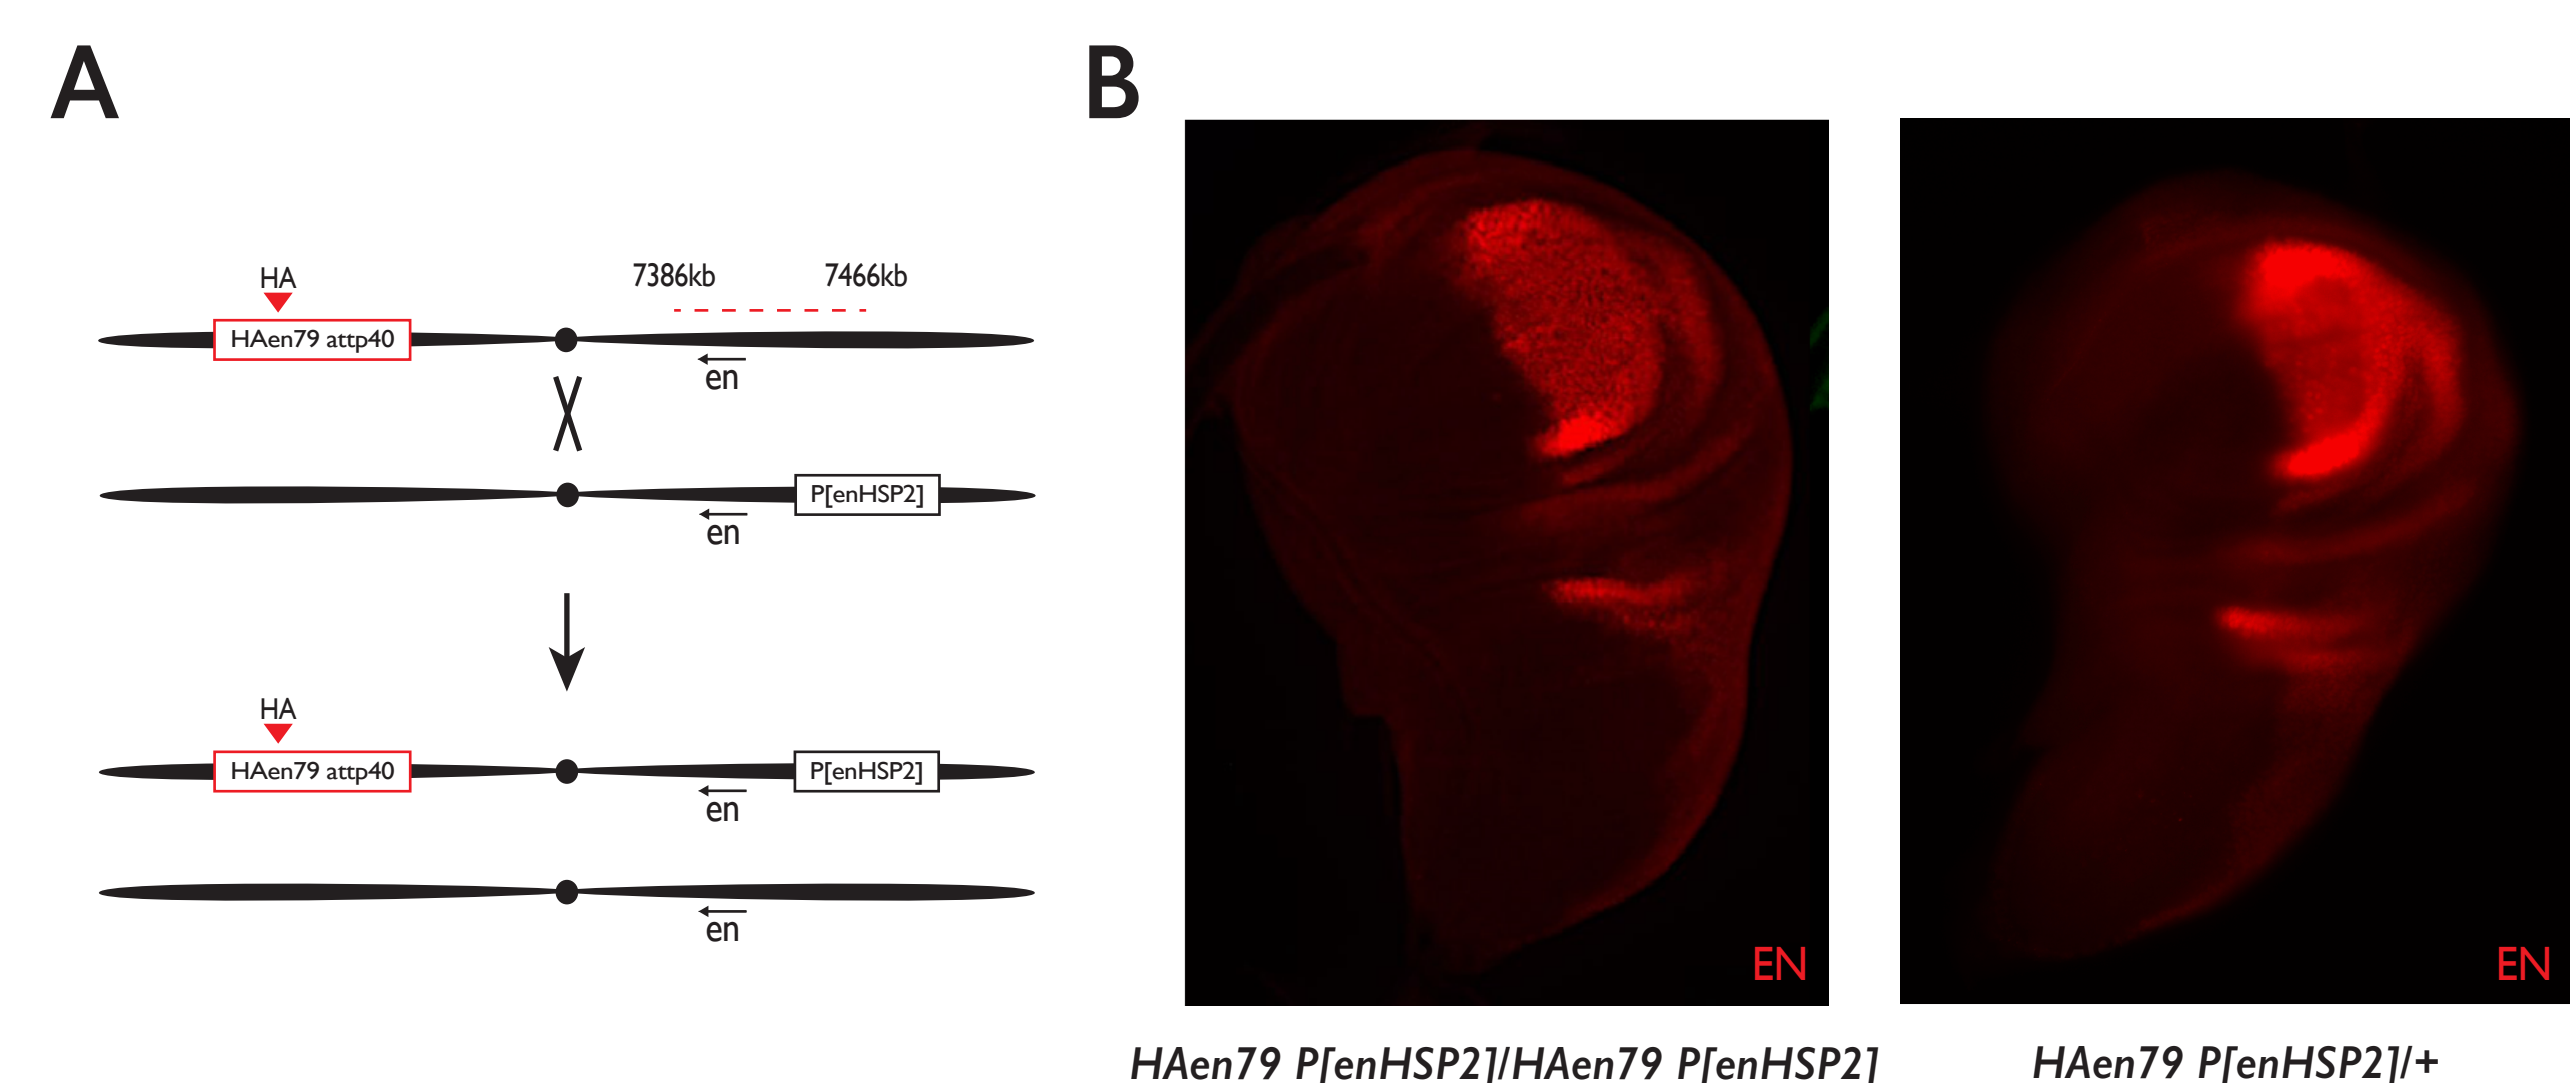 A
HA
7386kb 7466kb
HAen79 attp40
en
P[enHSP2]
en
HA
HAen79 attp40 P[enHSP2]
en
en
B
EN
EN
HAen79 P[enHSP2]/HAen79 P[enHSP2]
HAen79 P[enHSP2]/+